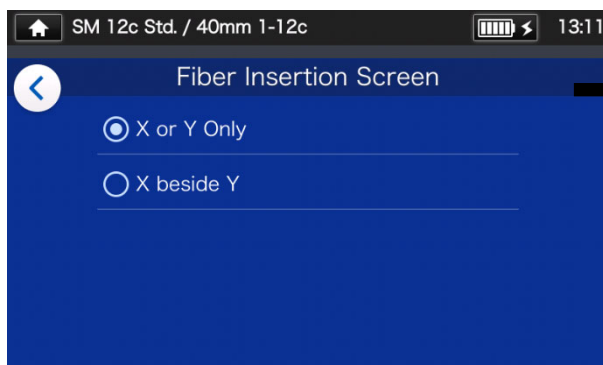 SM 12c Std. / 40mm 1-12c 13:11
Fiber Insertion Screen
X or Y Only
X beside Y